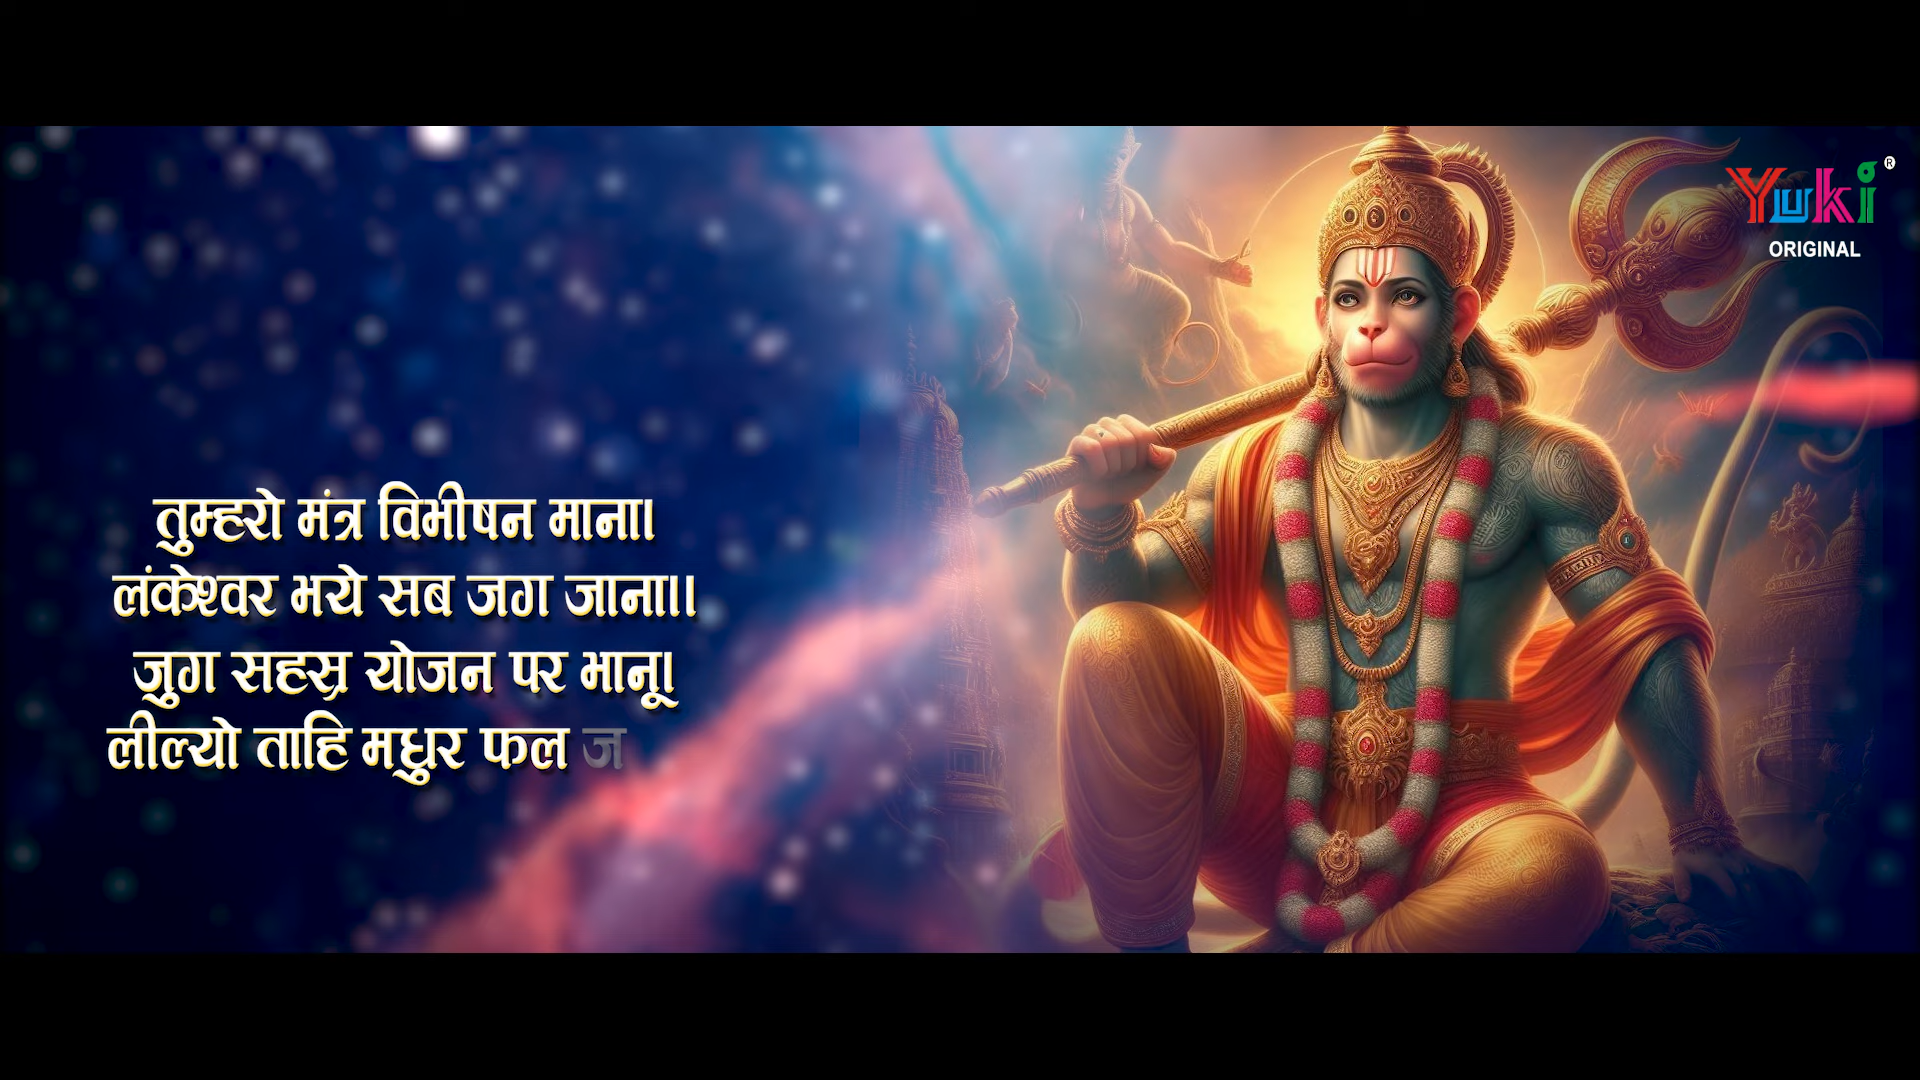 तुम्हरो मंत्र विभीषन माना।
लंकेश्वर भये सब जग जाना।।
जुग सहस्र योजन पर भानू।
लील्यो ताहि मधुर फल ज
Yuki ®
ORIGINAL